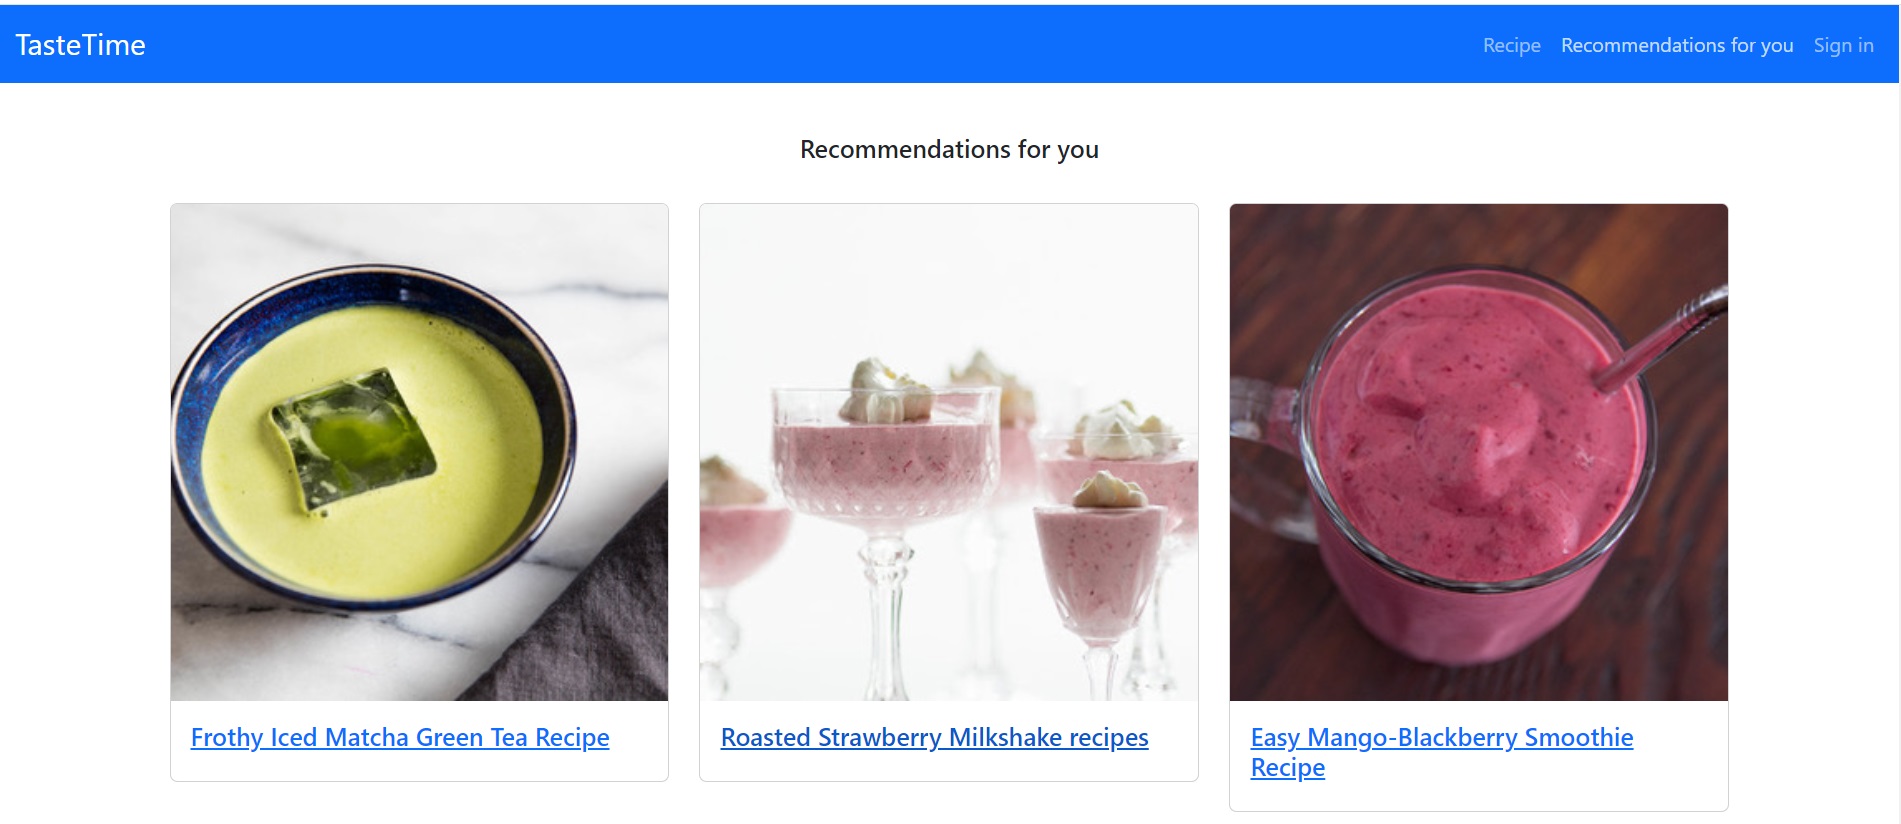 TasteTime
Recipe Recommendations for you Sign in
Recommendations for you
Frothy Iced Matcha Green Tea Recipe
Roasted Strawberry Milkshake recipes
Easy Mango-Blackberry Smoothie
Recipe